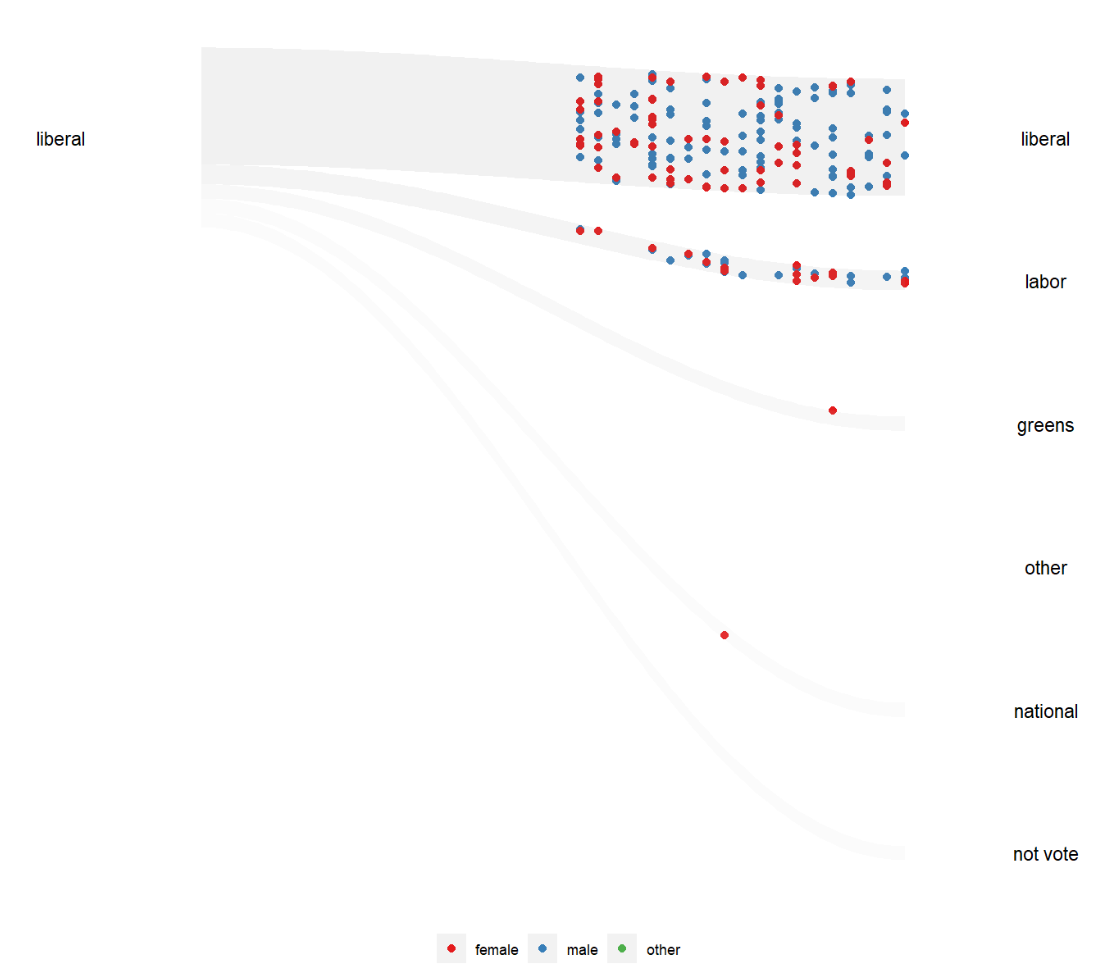 liberal
liberal
labor
greens
other
national
not vote
female male other